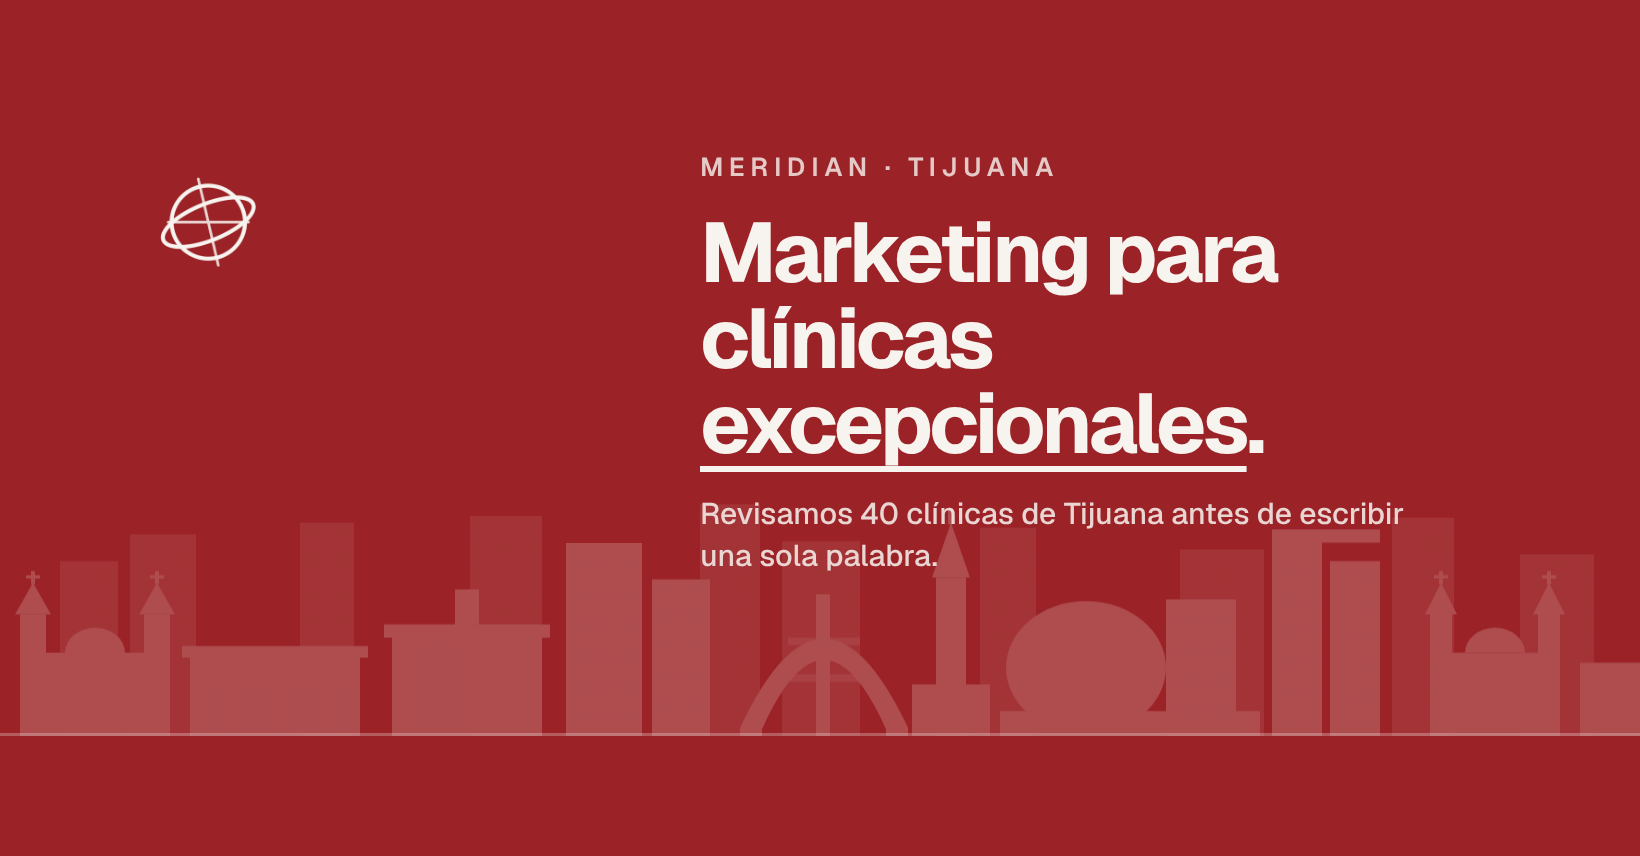 MERIDIAN · TIJUANA
Marketing para
clínicas
excepcionales.
Revisamos 40 clínicas de Tijuana antes de escribir
una sola palabra.